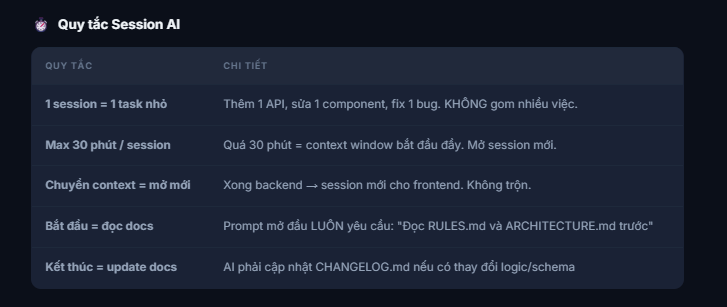 Quy tắc Session AI
QUY TẮC CHI TIẾT
1 session = 1 task nhỏ Thêm 1 API, sửa 1 component, fix 1 bug. KHÔNG gom nhiều việc.
Max 30 phút / session Quá 30 phút = context window bắt đầu đầy. Mở session mới.
Chuyển context = mở mới Xong backend → session mới cho frontend. Không trộn.
Bắt đầu = đọc docs Prompt mở đầu LUÔN yêu cầu: "Đọc RULES.md và ARCHITECTURE.md trước"
Kết thúc = update docs AI phải cập nhật CHANGELOG.md nếu có thay đổi logic/schema